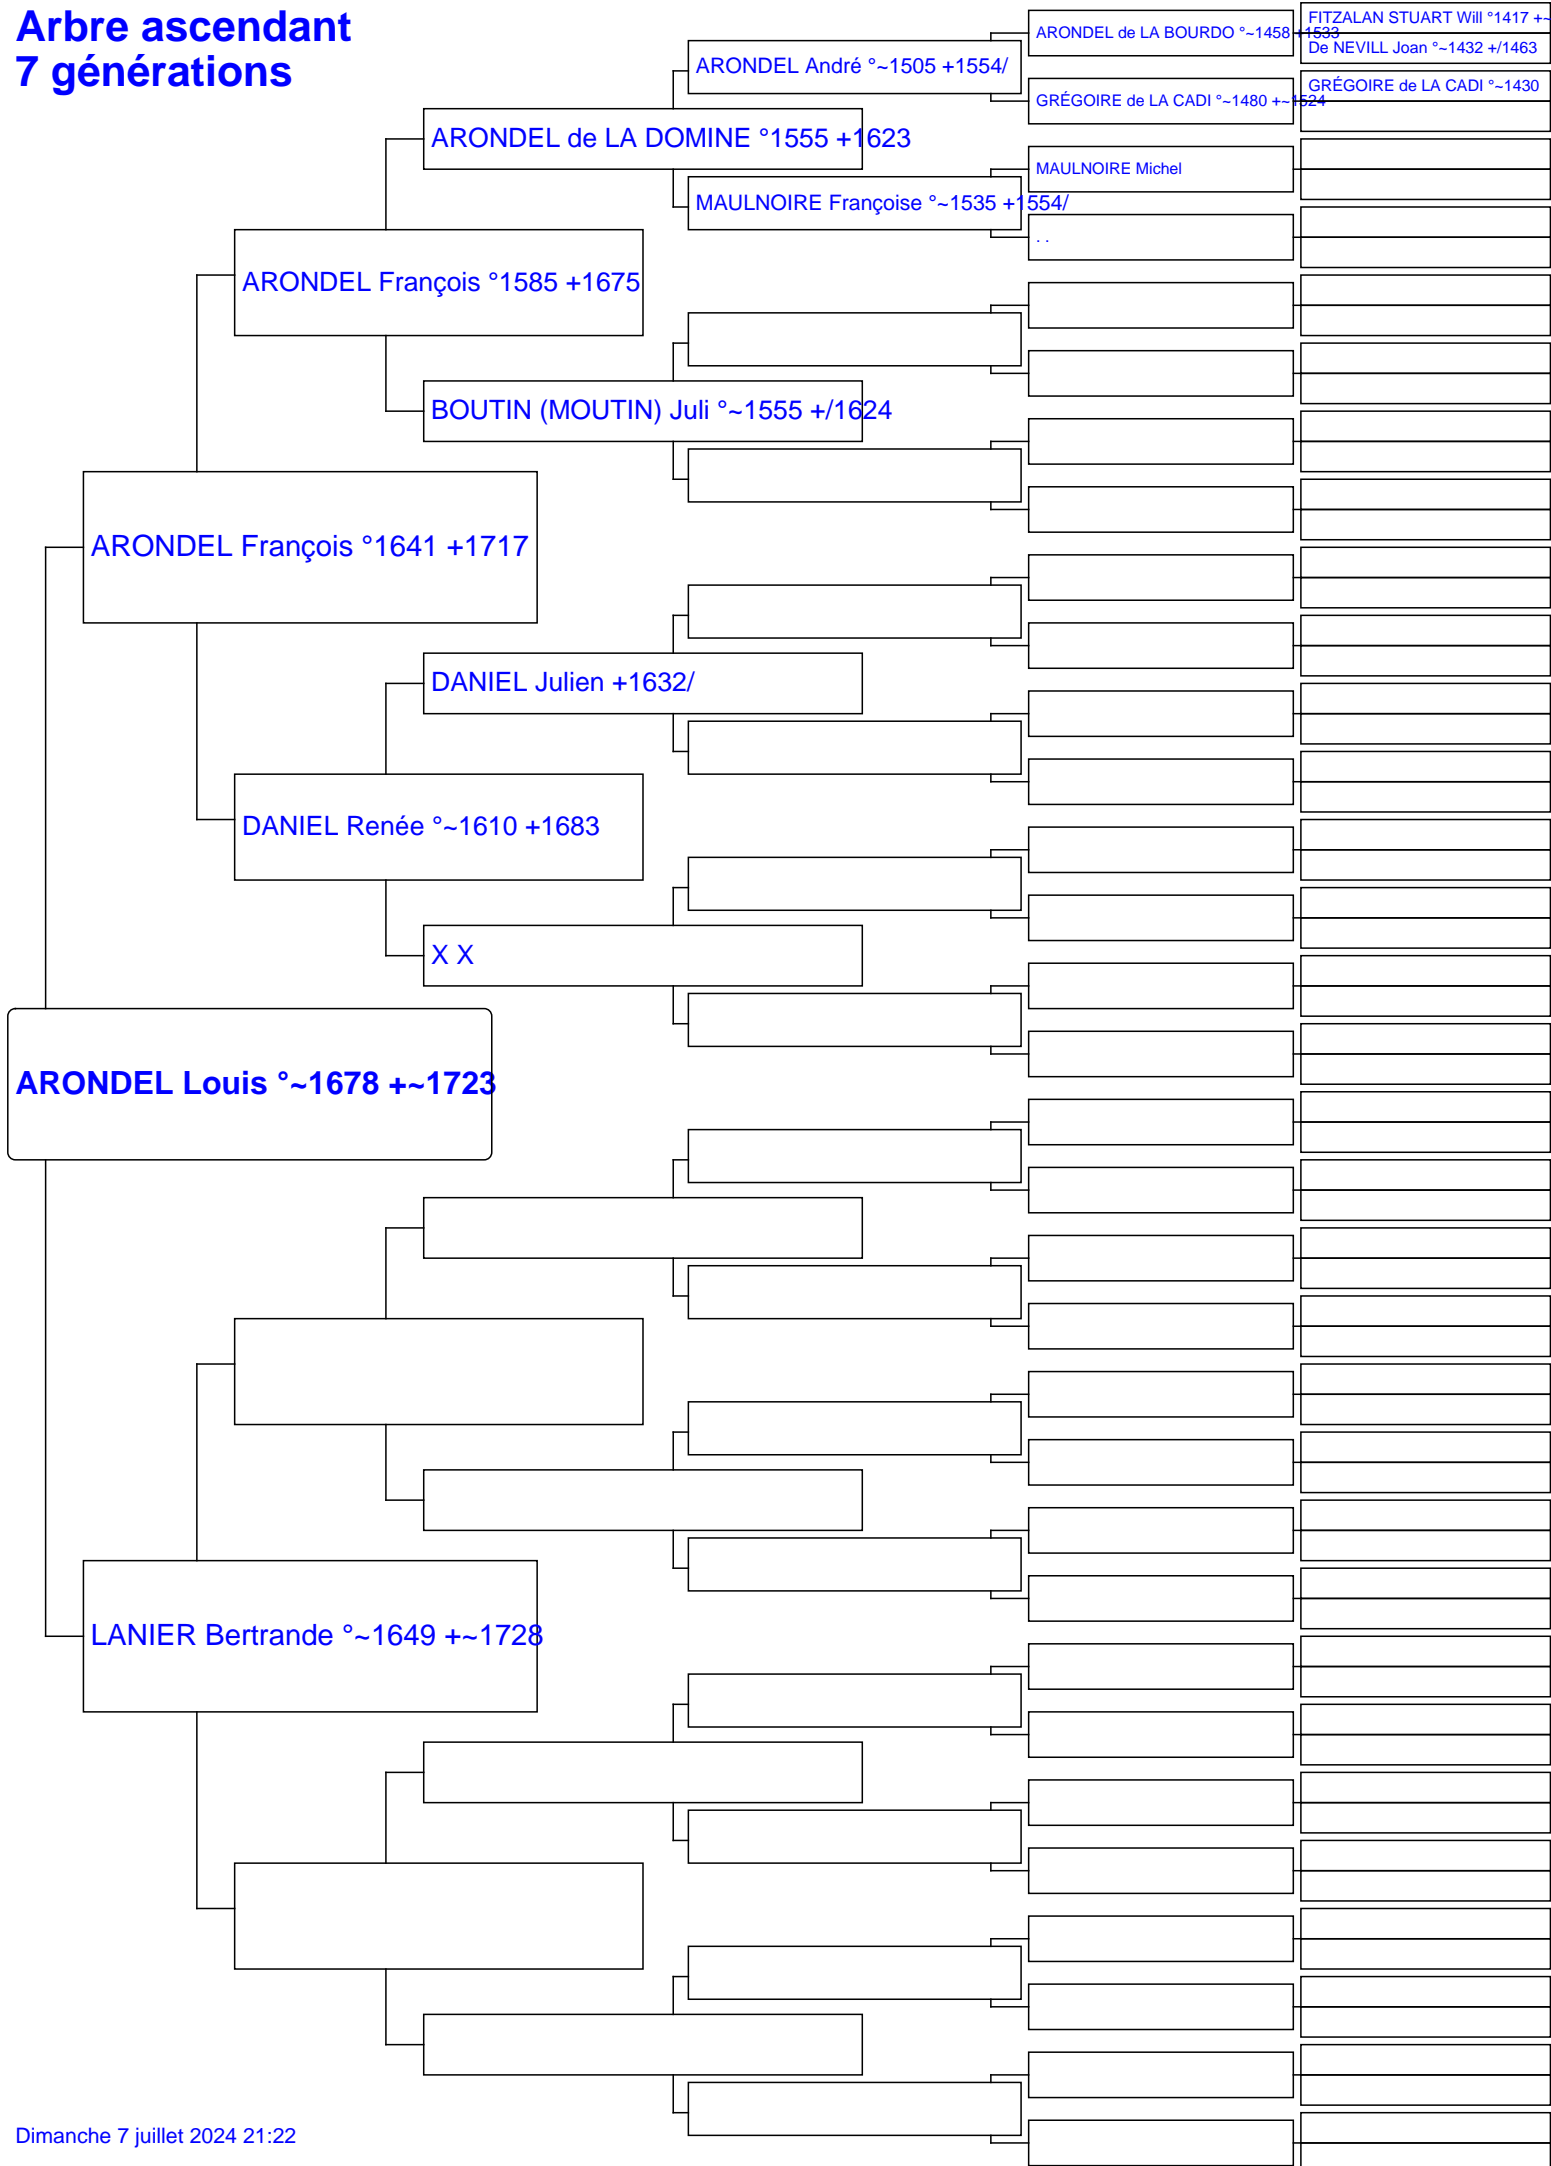 Arbre ascendant
7 générations
FITZALAN STUART Will °1417 +~
ARONDEL de LA BOURDO °~1458 +1533
De NEVILL Joan °~1432 +/1463
ARONDEL André °~1505 +1554/
GRÉGOIRE de LA CADI °~1430
GRÉGOIRE de LA CADI °~1480 +~1524
ARONDEL de LA DOMINE °1555 +1623
MAULNOIRE Michel
MAULNOIRE Françoise °~1535 +1554/
. .
ARONDEL François °1585 +1675
BOUTIN (MOUTIN) Juli °~1555 +/1624
ARONDEL François °1641 +1717
DANIEL Julien +1632/
DANIEL Renée °~1610 +1683
X X
ARONDEL Louis °~1678 +~1723
LANIER Bertrande °~1649 +~1728
Dimanche 7 juillet 2024 21:22